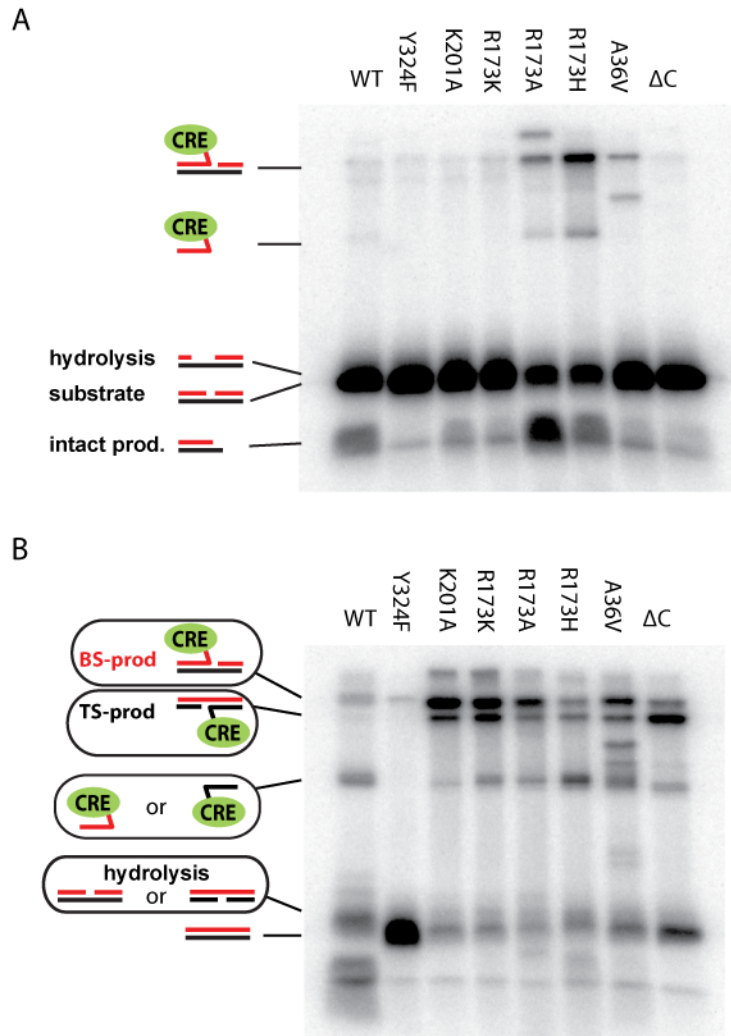 A
WT Y324F K201A R173K R173A R173H A36V ΔC
CRE
CRE
hydrolysis
substrate
intact prod.
B
WT Y324F K201A R173K R173A R173H A36V ΔC
CRE
BS-prod
TS-prod
CRE
CRE or CRE
hydrolysis
or